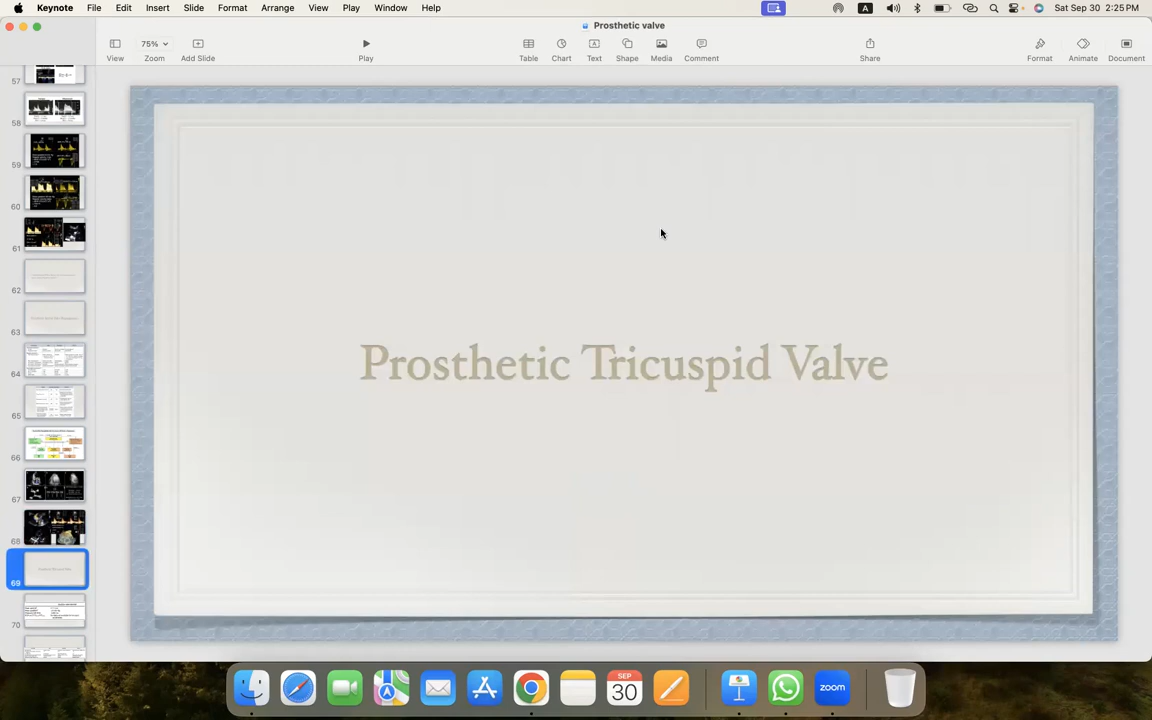 Keynote File Edit Insert Slide Format Arrange View Play Window Help A Sat Sep 30 2:25 PM
Prosthetic valve
75%
View Zoom Add Slide Play Table Chart Text Shape Media Comment Share Format Animate Document
57
58
59
60
61
62
63
64
65
66
67
68
69
70
Prosthetic Tricuspid Valve
SEP
30
zoom